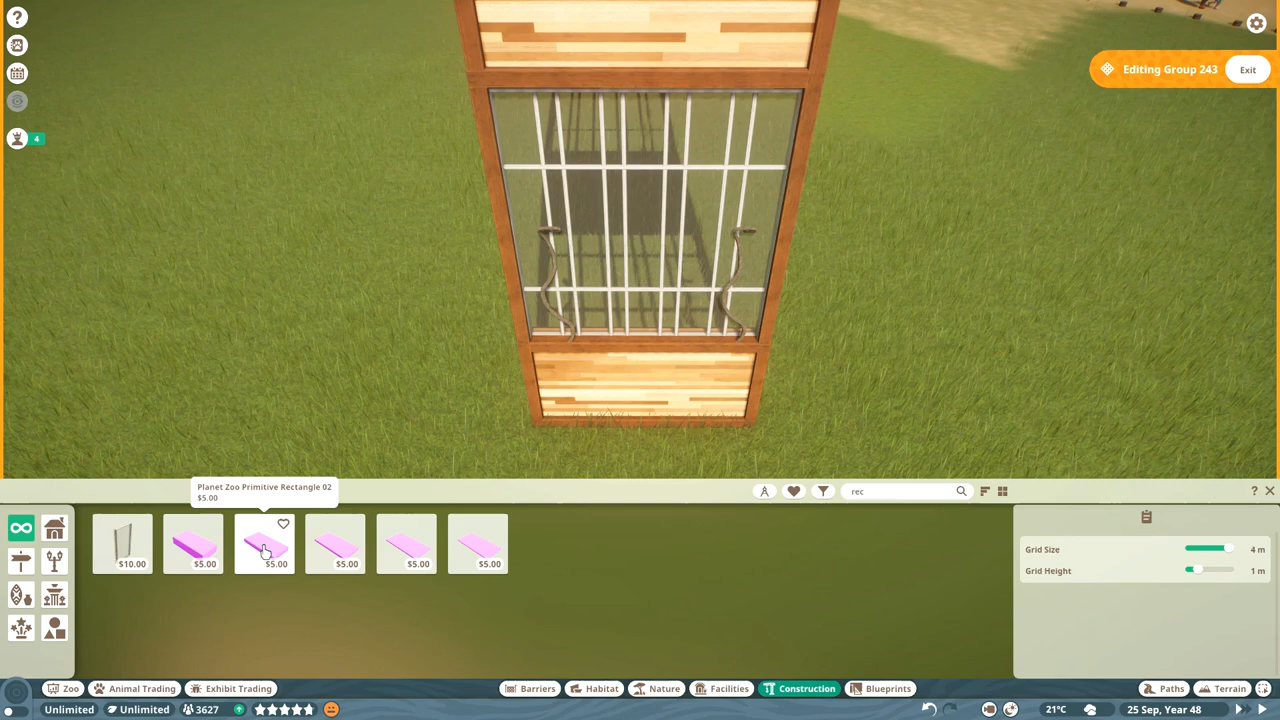 ?
Editing Group 243
Exit
4
Planet Zoo Primitive Rectangle 02
$5.00
rec
? ✕
$10.00
$5.00
$5.00
$5.00
$5.00
$5.00
Grid Size 4 m
Grid Height 1 m
Zoo
Animal Trading
Exhibit Trading
Barriers
Habitat
Nature
Facilities
Construction
Blueprints
Paths
Terrain
Unlimited
Unlimited
3627
21°C
25 Sep, Year 48